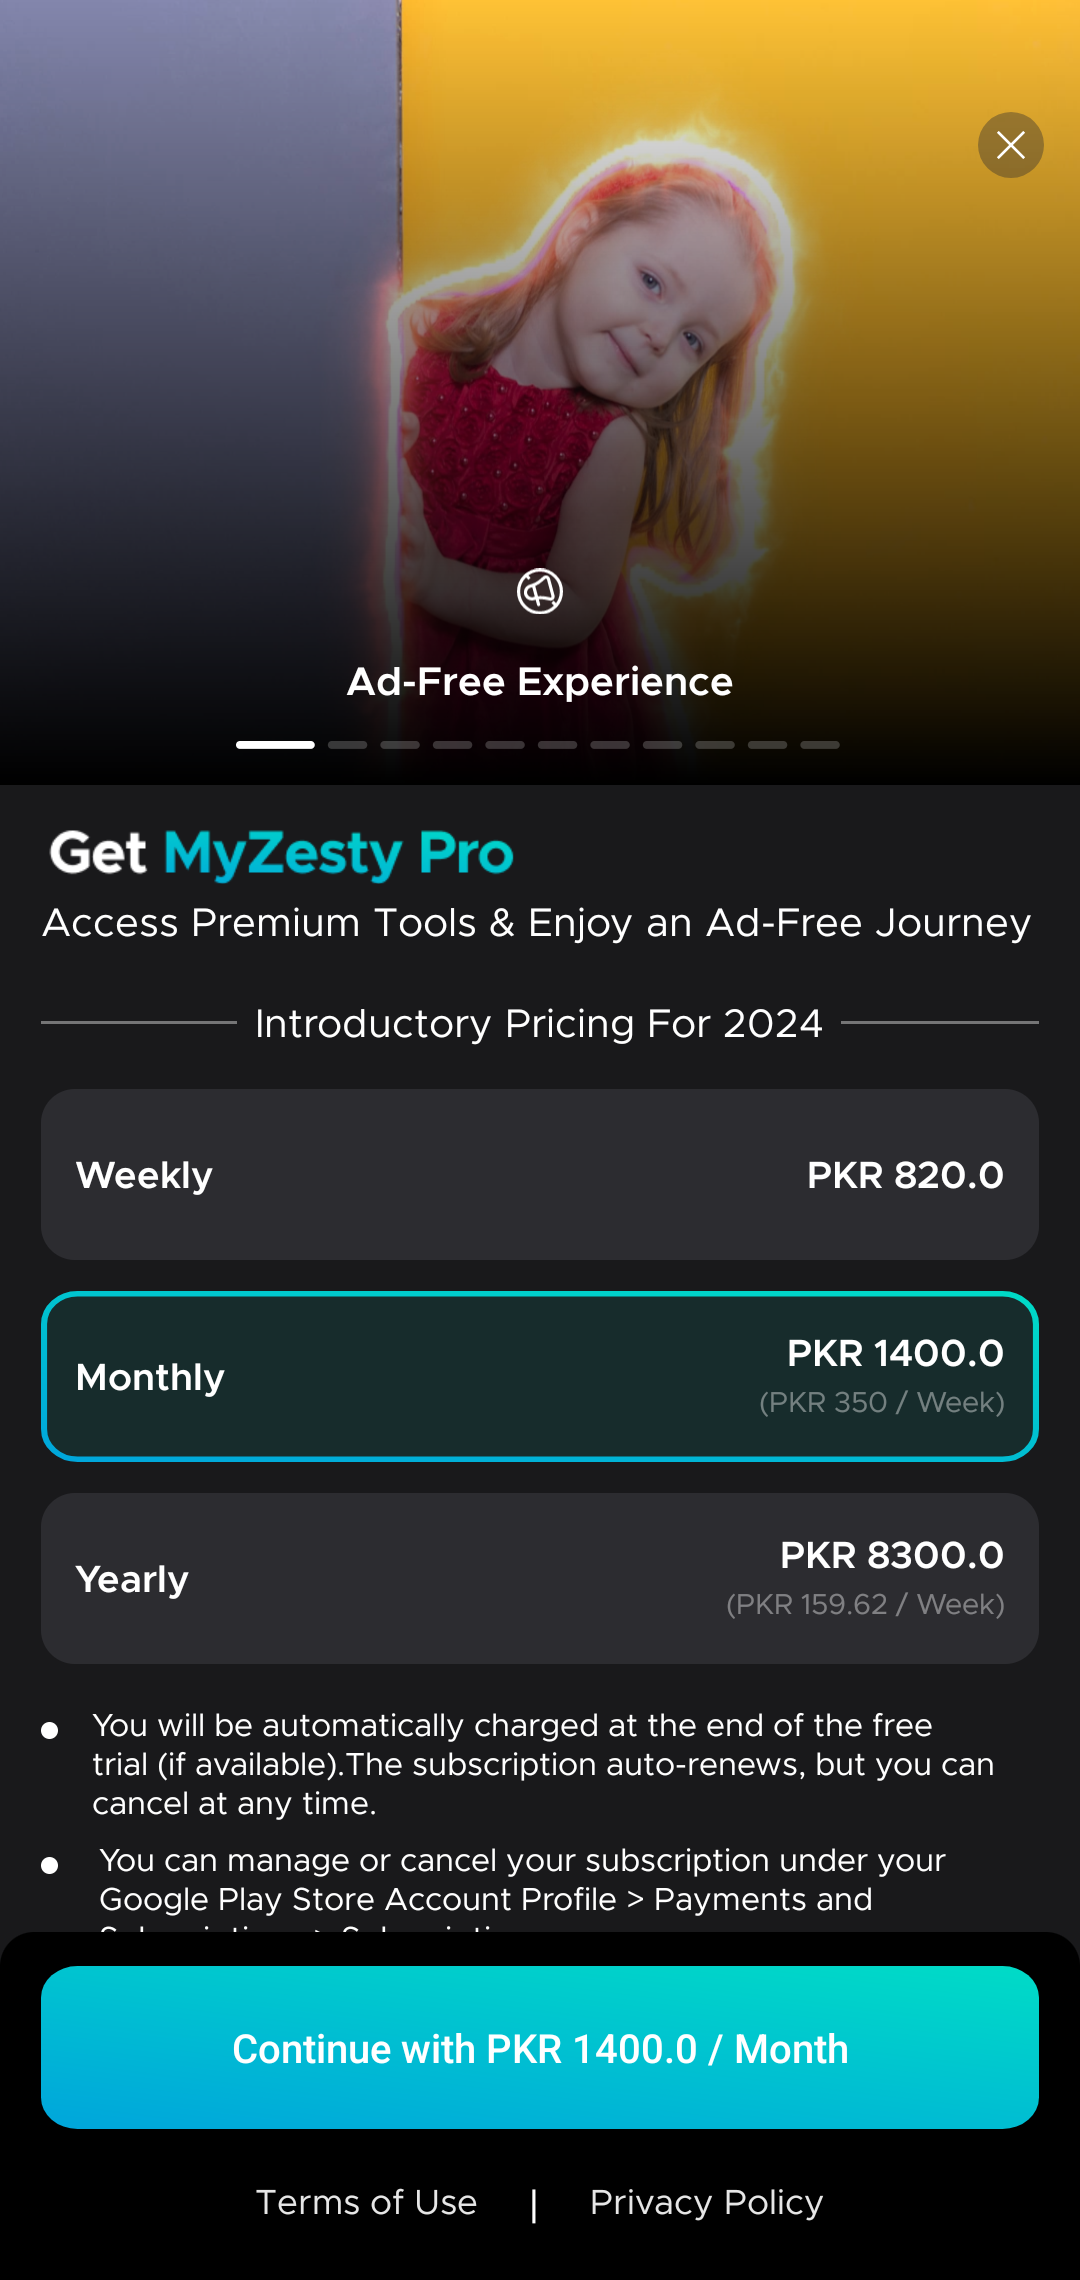 Ad-Free Experience
Get MyZesty Pro
Access Premium Tools & Enjoy an Ad-Free Journey
Introductory Pricing For 2024
Weekly
PKR 820.0
Monthly
PKR 1400.0
(PKR 350 / Week)
Yearly
PKR 8300.0
(PKR 159.62 / Week)
You will be automatically charged at the end of the free
trial (if available).The subscription auto-renews, but you can
cancel at any time.
You can manage or cancel your subscription under your
Google Play Store Account Profile > Payments and
Continue with PKR 1400.0 / Month
Terms of Use | Privacy Policy